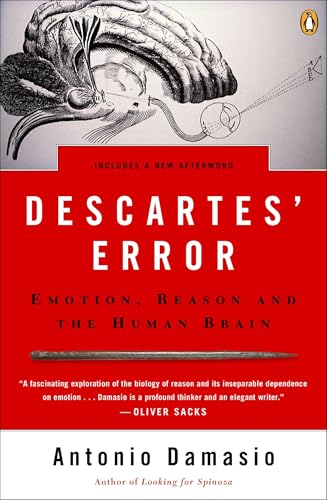 INCLUDES A NEW AFTERWORD
DESCARTES’
ERROR
EMOTION, REASON AND
THE HUMAN BRAIN
“A fascinating exploration of the biology of reason and its inseparable dependence
on emotion . . . Damasio is a profound thinker and an elegant writer.”
— OLIVER SACKS
Antonio Damasio
Author of Looking for Spinoza